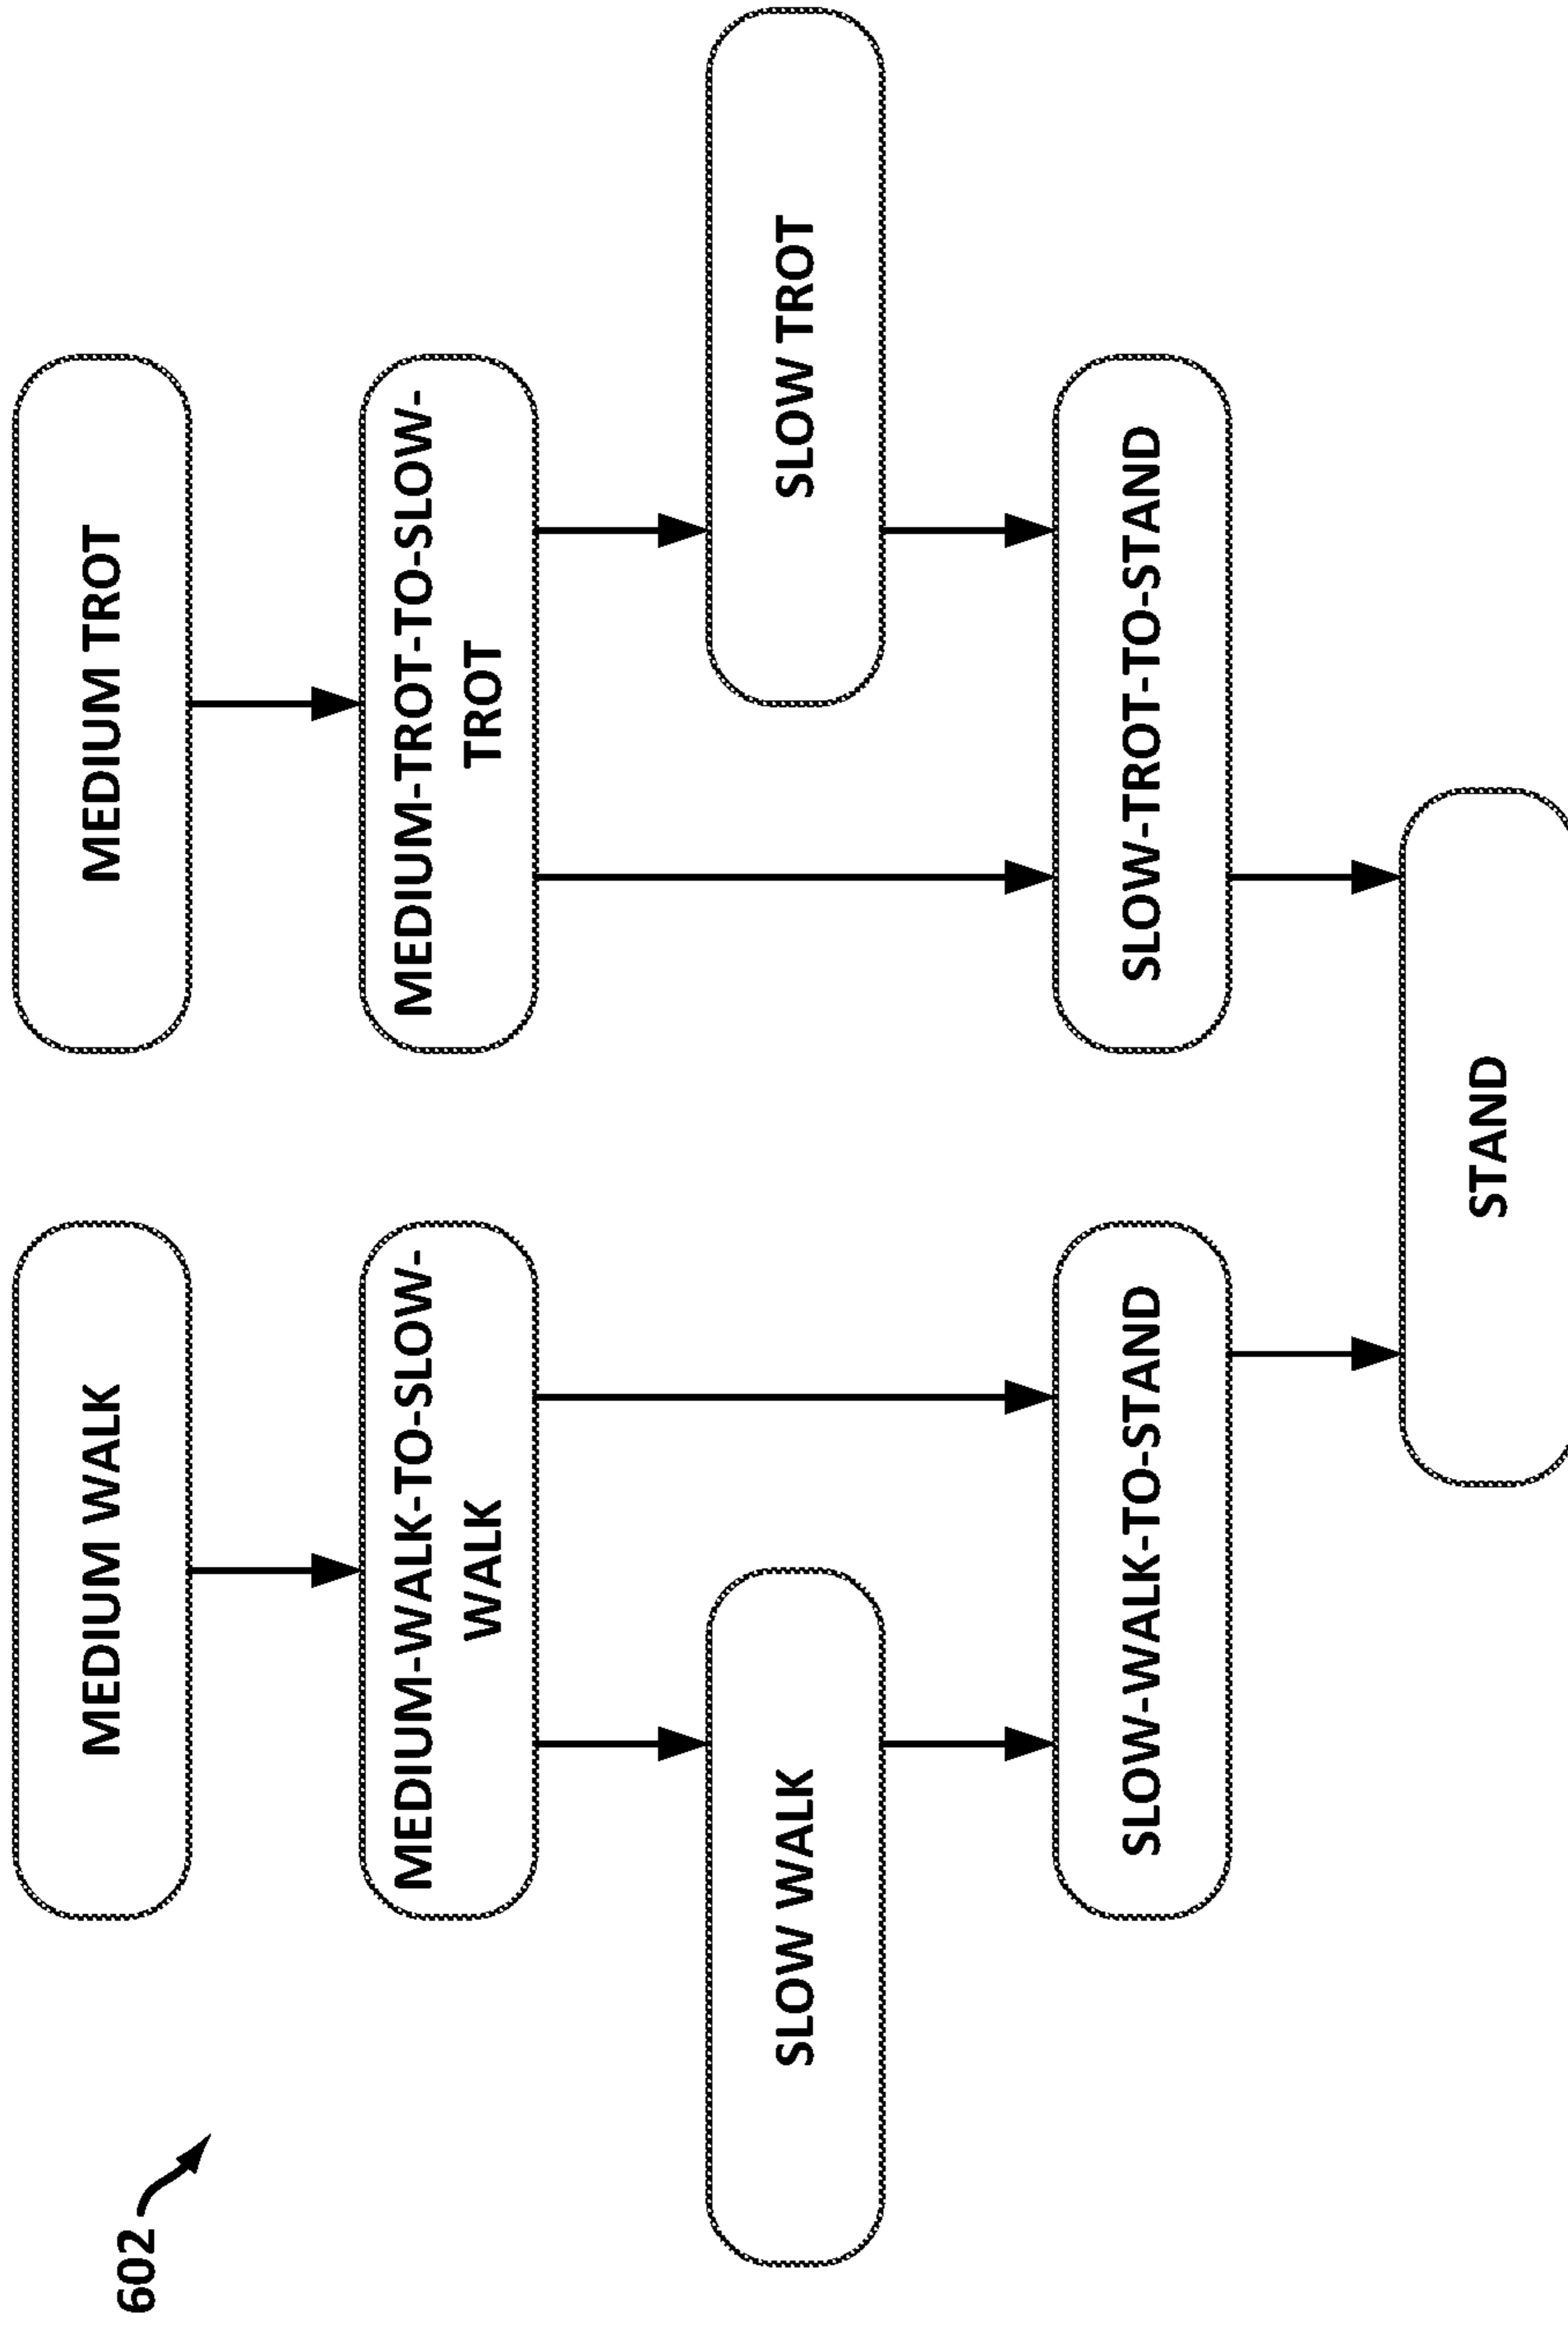 602
MEDIUM WALK
MEDIUM TROT
MEDIUM-WALK-TO-SLOW-
WALK
MEDIUM-TROT-TO-SLOW-
TROT
SLOW WALK
SLOW TROT
SLOW-WALK-TO-STAND
SLOW-TROT-TO-STAND
STAND